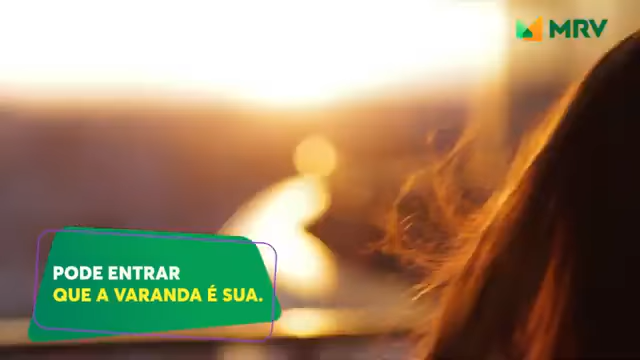 MRV
PODE ENTRAR
QUE A VARANDA É SUA.